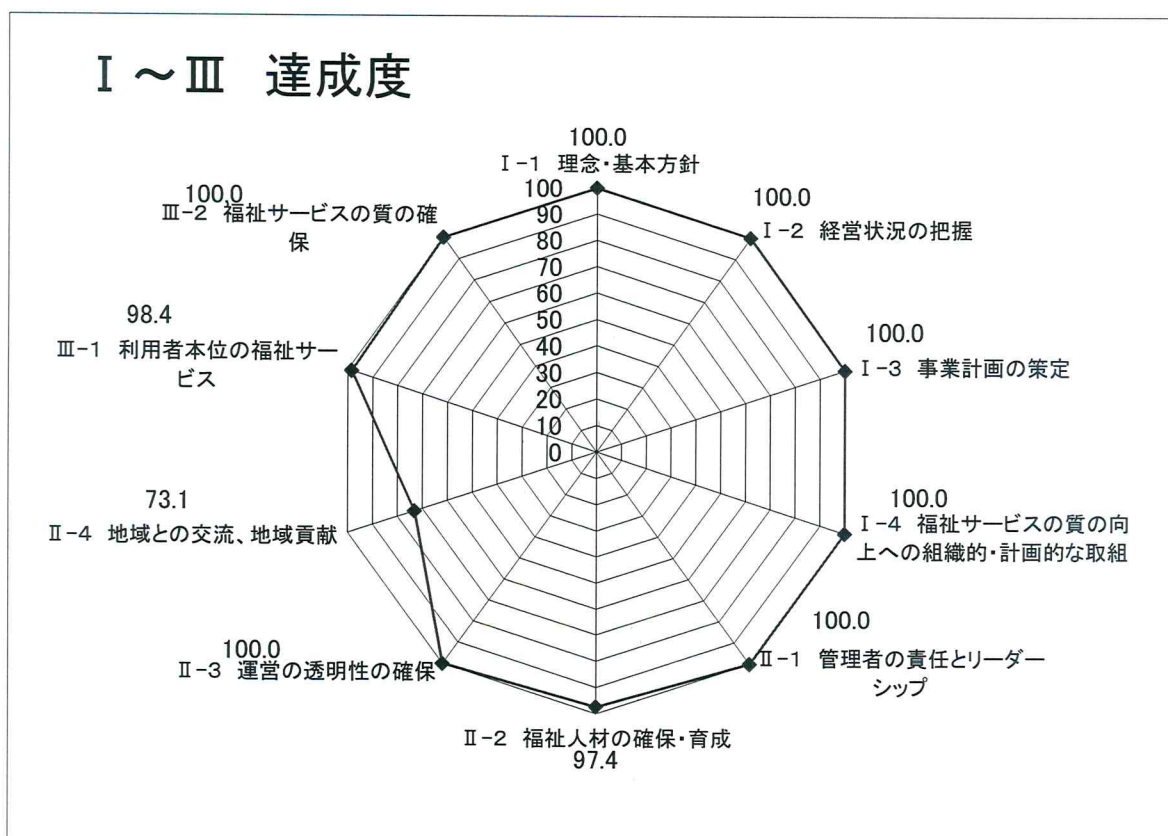 Ⅰ～Ⅲ 達成度
100.0
Ⅰ-1 理念・基本方針
100.0
Ⅰ-2 経営状況の把握
100.0
Ⅰ-3 事業計画の策定
100.0
Ⅰ-4 福祉サービスの質の向
上への組織的・計画的な取組
100.0
Ⅱ-1 管理者の責任とリーダー
シップ
Ⅱ-2 福祉人材の確保・育成
97.4
100.0
Ⅱ-3 運営の透明性の確保
73.1
Ⅱ-4 地域との交流、地域貢献
98.4
Ⅲ-1 利用者本位の福祉サー
ビス
100.0
Ⅲ-2 福祉サービスの質の確
保
100
90
80
70
60
50
40
30
20
10
0